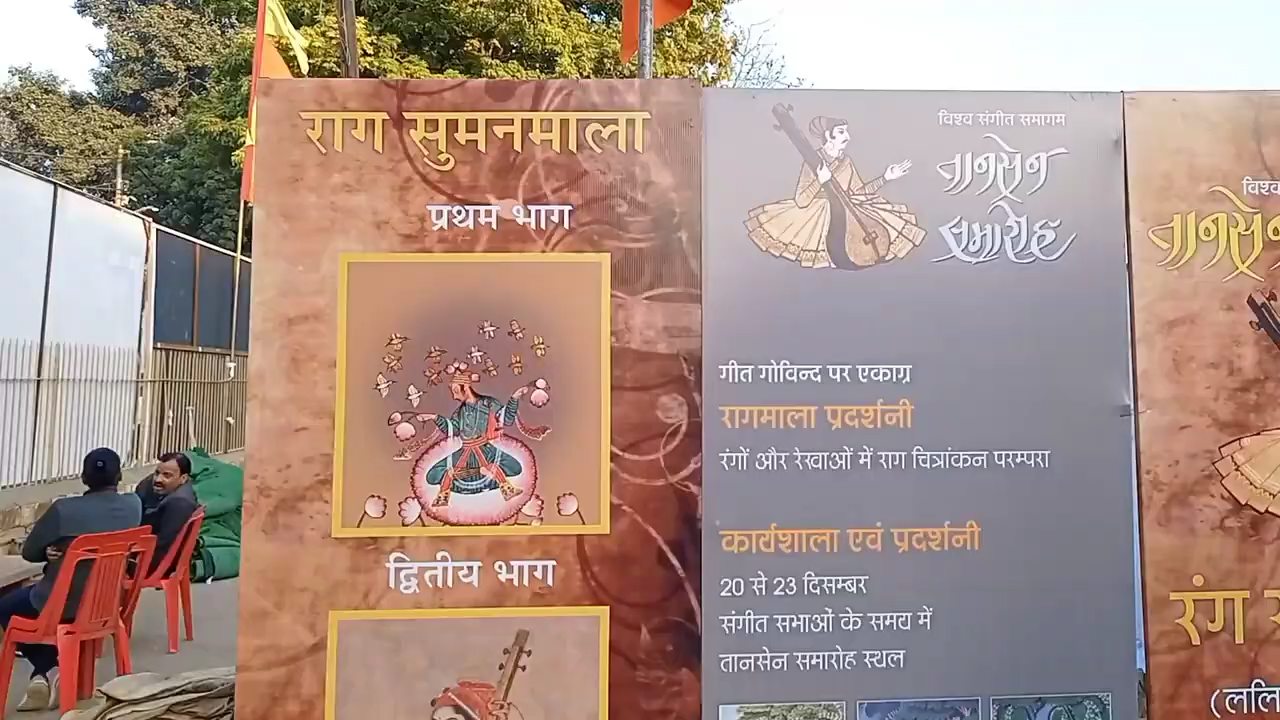 राग सुमनमाला
प्रथम भाग
द्वितीय भाग
विश्व संगीत समागम
तानसेन
समारोह
गीत गोविन्द पर एकाग्र
रागमाला प्रदर्शनी
रंगों और रेखाओं में राग चित्रांकन परम्परा
कार्यशाला एवं प्रदर्शनी
20 से 23 दिसम्बर
संगीत सभाओं के समय में
तानसेन समारोह स्थल
तानसेन
रंग